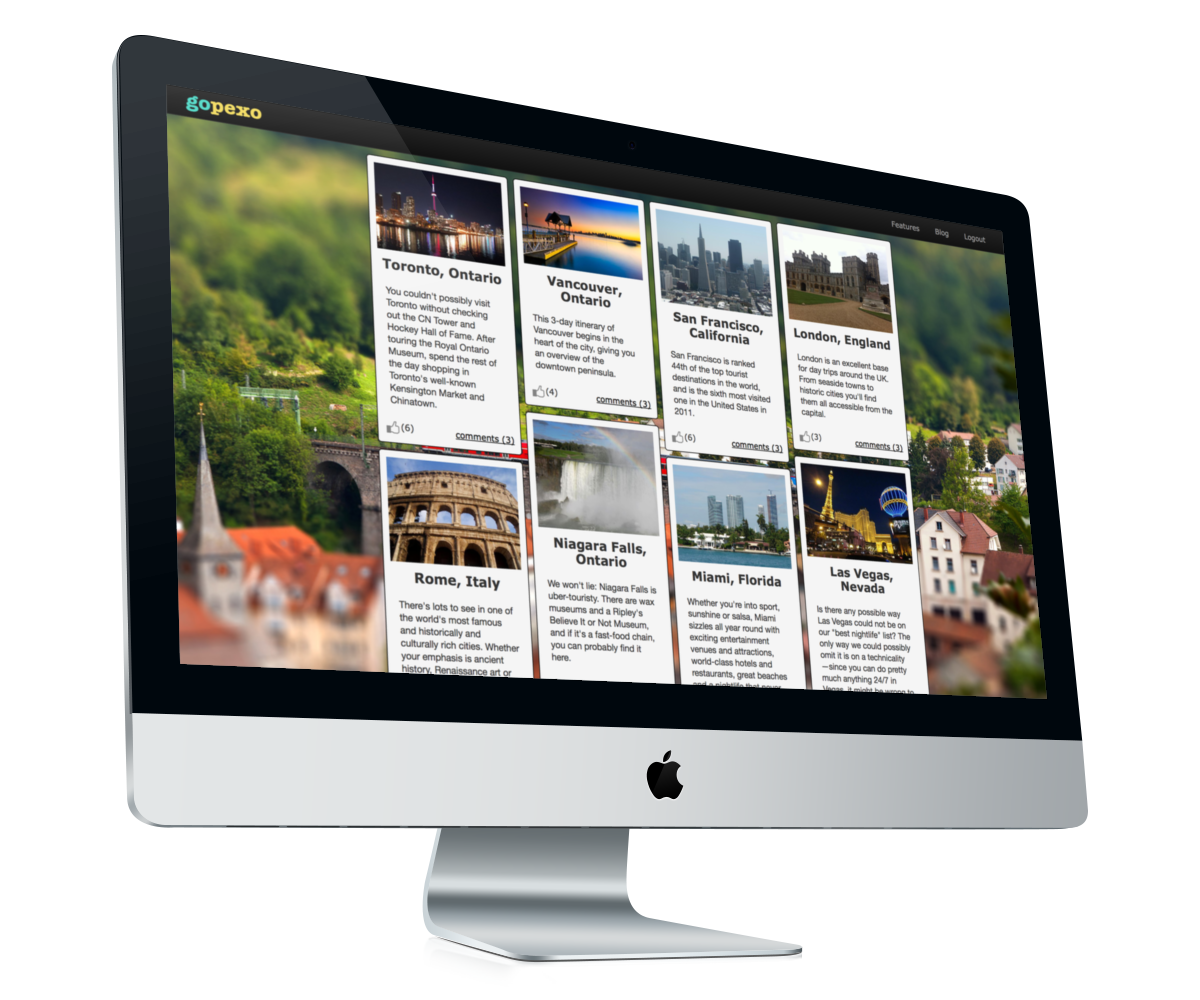 gopexo
Features
Blog
Logout
Toronto, Ontario
You couldn't possibly visit
Toronto without checking
out the CN Tower and
Hockey Hall of Fame. After
touring the Royal Ontario
Museum, spend the rest of
the day shopping in
Toronto's well-known
Kensington Market and
Chinatown.
(6)
comments (3)
Vancouver,
Ontario
This 3-day itinerary of
Vancouver begins in the
heart of the city, giving you
an overview of the
downtown peninsula.
(4)
comments (3)
San Francisco,
California
San Francisco is ranked
44th of the top tourist
destinations in the world,
and is the sixth most visited
one in the United States in
2011.
(6)
comments (3)
London, England
London is an excellent base
for day trips around the UK.
From seaside towns to
historic cities you'll find
them all accessible from the
capital.
(3)
comments (3)
Rome, Italy
There's lots to see in one of
the world's most famous
and historically and
culturally rich cities. Whether
your emphasis is ancient
history, Renaissance art or
Niagara Falls,
Ontario
We won't lie: Niagara Falls is
uber-touristy. There are wax
museums and a Ripley's
Believe It or Not Museum,
and if it's a fast-food chain,
you can probably find it
here.
Miami, Florida
Whether you're into sport,
sunshine or salsa, Miami
sizzles all year round with
exciting entertainment
venues and attractions,
world-class hotels and
restaurants, great beaches
and a nightlife that never
Las Vegas,
Nevada
Is there any possible way
Las Vegas could not be on
our "best nightlife" list? The
only way we could possibly
omit it is on a technicality
—since you can do pretty
much anything 24/7 in
Vegas, it might be wrong to